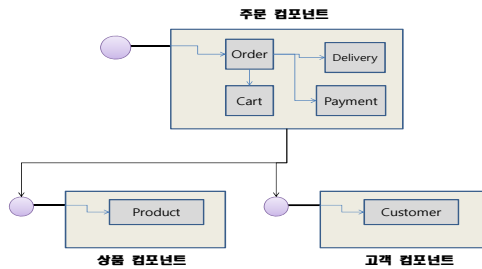 주문 컴포넌트
Order
Delivery
Cart
Payment
Product
Customer
상품 컴포넌트
고객 컴포넌트